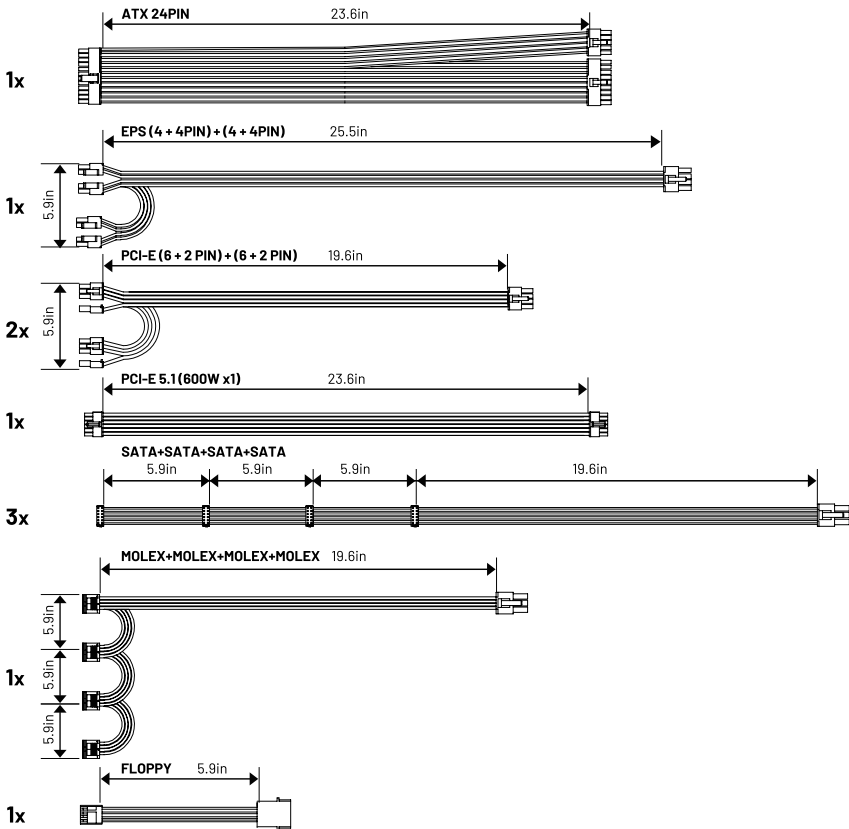 ATX 24PIN 23.6in
1x
EPS (4 + 4PIN) + (4 + 4PIN) 25.5in
5.9in
1x
PCI-E (6 + 2 PIN) + (6 + 2 PIN) 19.6in
5.9in
2x
PCI-E 5.1 (600W x1) 23.6in
1x
SATA+SATA+SATA+SATA
5.9in 5.9in 5.9in 19.6in
3x
MOLEX+MOLEX+MOLEX+MOLEX 19.6in
5.9in
5.9in
1x
5.9in
FLOPPY 5.9in
1x